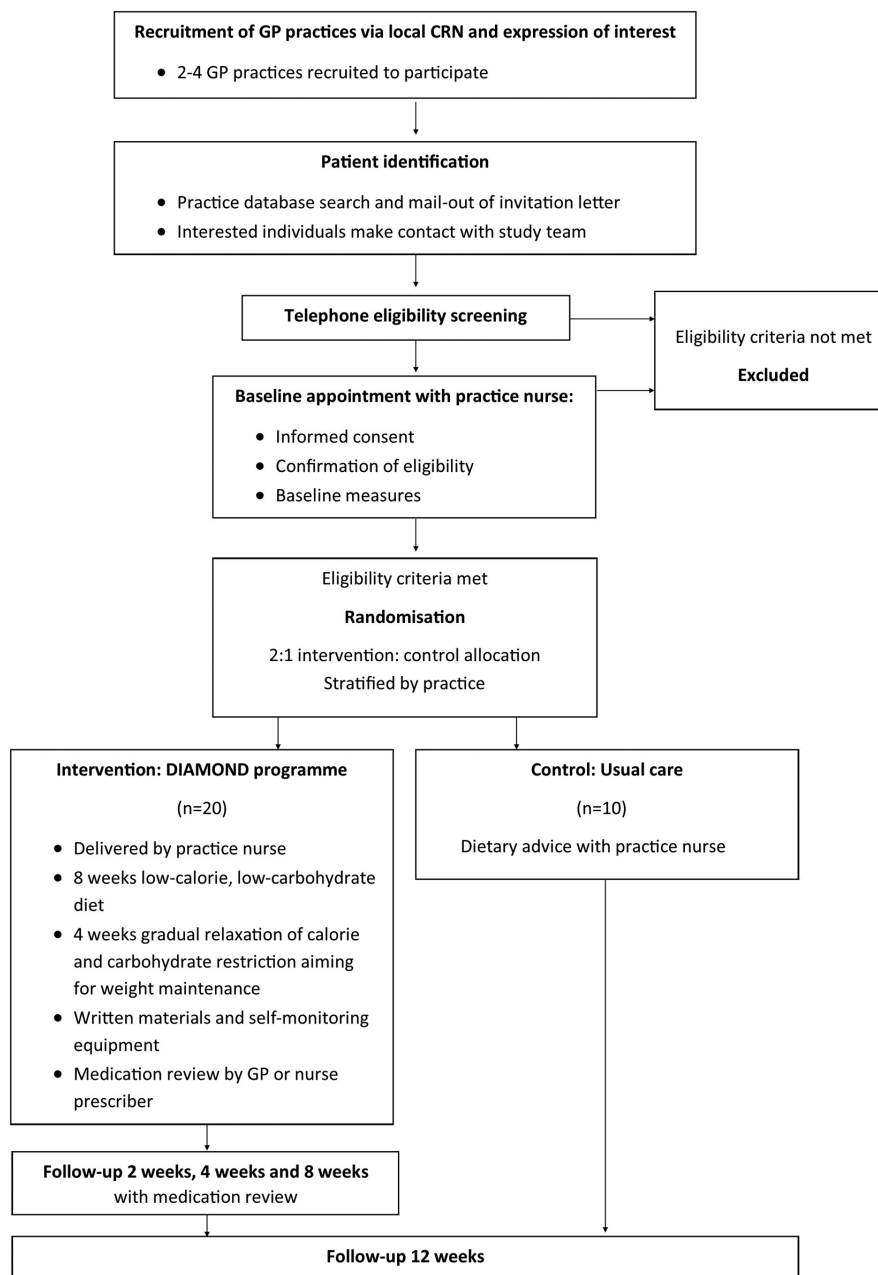 Recruitment of GP practices via local CRN and expression of interest
• 2-4 GP practices recruited to participate
Patient identification
• Practice database search and mail-out of invitation letter
• Interested individuals make contact with study team
Telephone eligibility screening
Eligibility criteria not met
Excluded
Baseline appointment with practice nurse:
• Informed consent
• Confirmation of eligibility
• Baseline measures
Eligibility criteria met
Randomisation
2:1 intervention: control allocation
Stratified by practice
Intervention: DIAMOND programme
(n=20)
• Delivered by practice nurse
• 8 weeks low-calorie, low-carbohydrate
diet
• 4 weeks gradual relaxation of calorie
and carbohydrate restriction aiming
for weight maintenance
• Written materials and self-monitoring
equipment
• Medication review by GP or nurse
prescriber
Control: Usual care
(n=10)
Dietary advice with practice nurse
Follow-up 2 weeks, 4 weeks and 8 weeks
with medication review
Follow-up 12 weeks